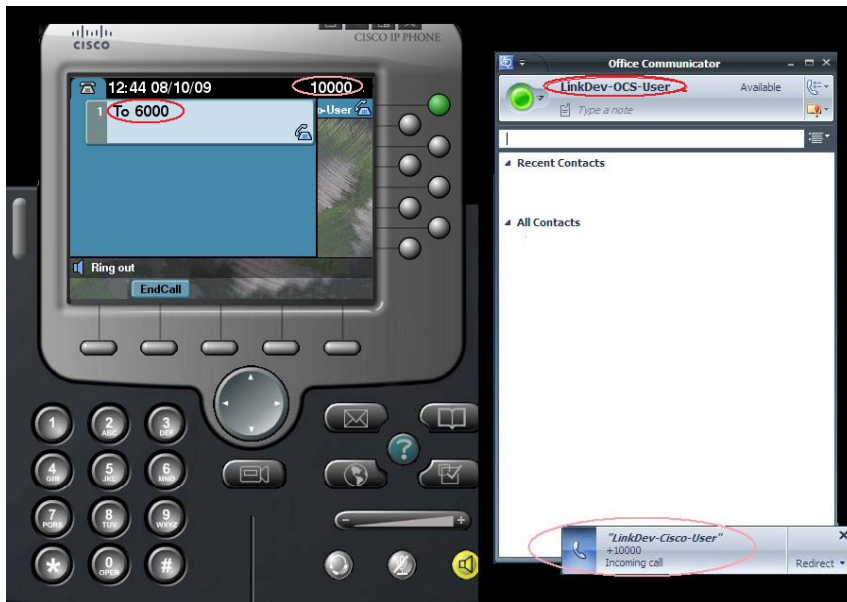 CISCO
CISCO IP PHONE
12:44 08/10/09
10000
1 To 6000
o-User
Ring out
EndCall
1
2
ABC
3
DEF
4
GHI
5
JKL
6
MNO
7
PQRS
8
TUV
9
WXYZ
*
0
OPER
#
?
-
+
Office Communicator
LinkDev-OCS-User
Available
Type a note
Recent Contacts
All Contacts
"LinkDev-Cisco-User"
+10000
Incoming call
Redirect